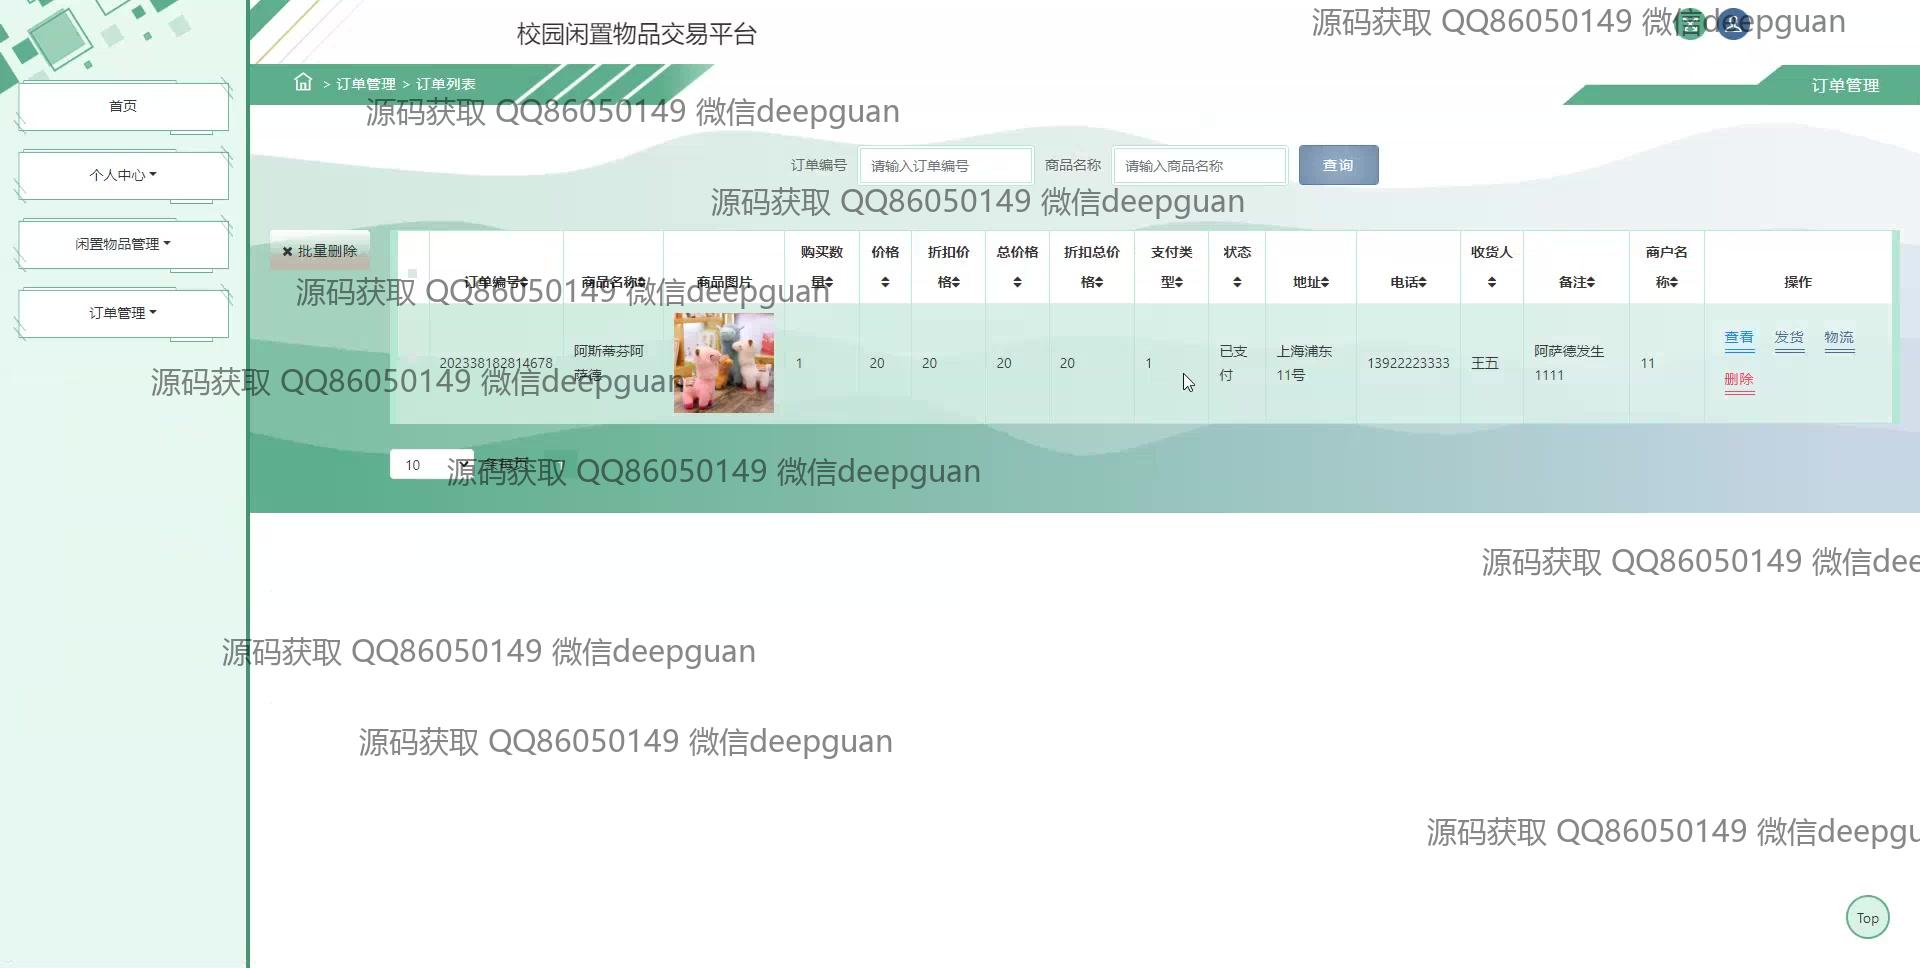 校园闲置物品交易平台
源码获取 QQ86050149 微信deepguan
> 订单管理 > 订单列表
订单管理
源码获取 QQ86050149 微信deepguan
首页
个人中心
闲置物品管理
订单管理
订单编号 请输入订单编号 商品名称 请输入商品名称 查询
源码获取 QQ86050149 微信deepguan
批量删除
订单编号 商品名称 商品图片 购买数量 价格 折扣价格 总价格 折扣总价格 支付类型 状态 地址 电话 收货人 备注 商户名称 操作
源码获取 QQ86050149 微信deepguan
202338182814678 阿斯蒂芬阿萨德 1 20 20 20 20 1 已支付 上海浦东11号 13922223333 王五 阿萨德发生1111 11 查看 发货 物流
删除
源码获取 QQ86050149 微信deepguan
10 条每页
源码获取 QQ86050149 微信deepguan
源码获取 QQ86050149 微信dee
源码获取 QQ86050149 微信deepguan
源码获取 QQ86050149 微信deepguan
源码获取 QQ86050149 微信deepgu
Top